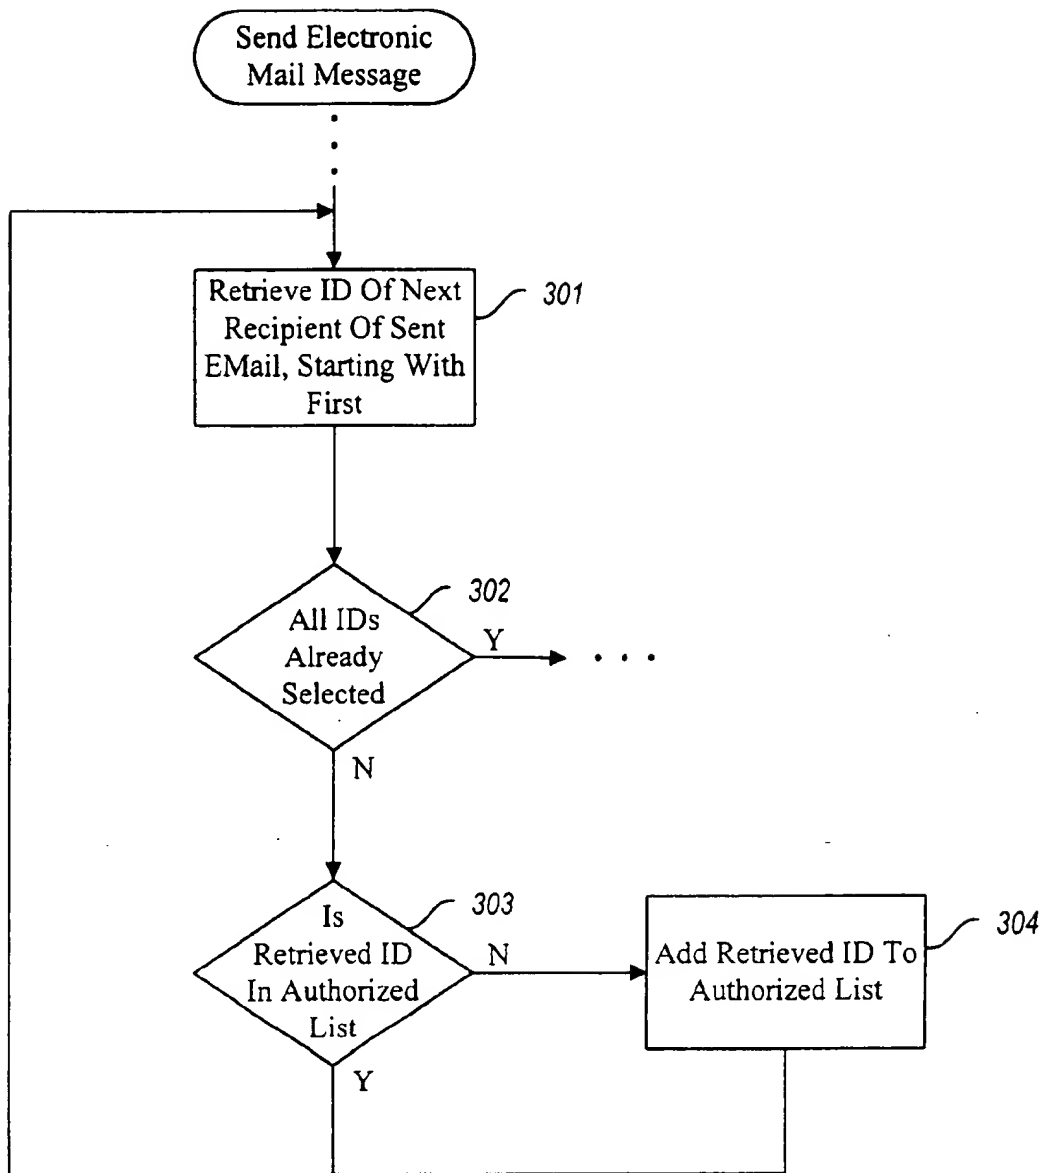 Send Electronic
Mail Message
Retrieve ID Of Next
Recipient Of Sent
EMail, Starting With
First
301
All IDs
Already
Selected
302
Y
N
Is
Retrieved ID
In Authorized
List
303
N
Y
Add Retrieved ID To
Authorized List
304